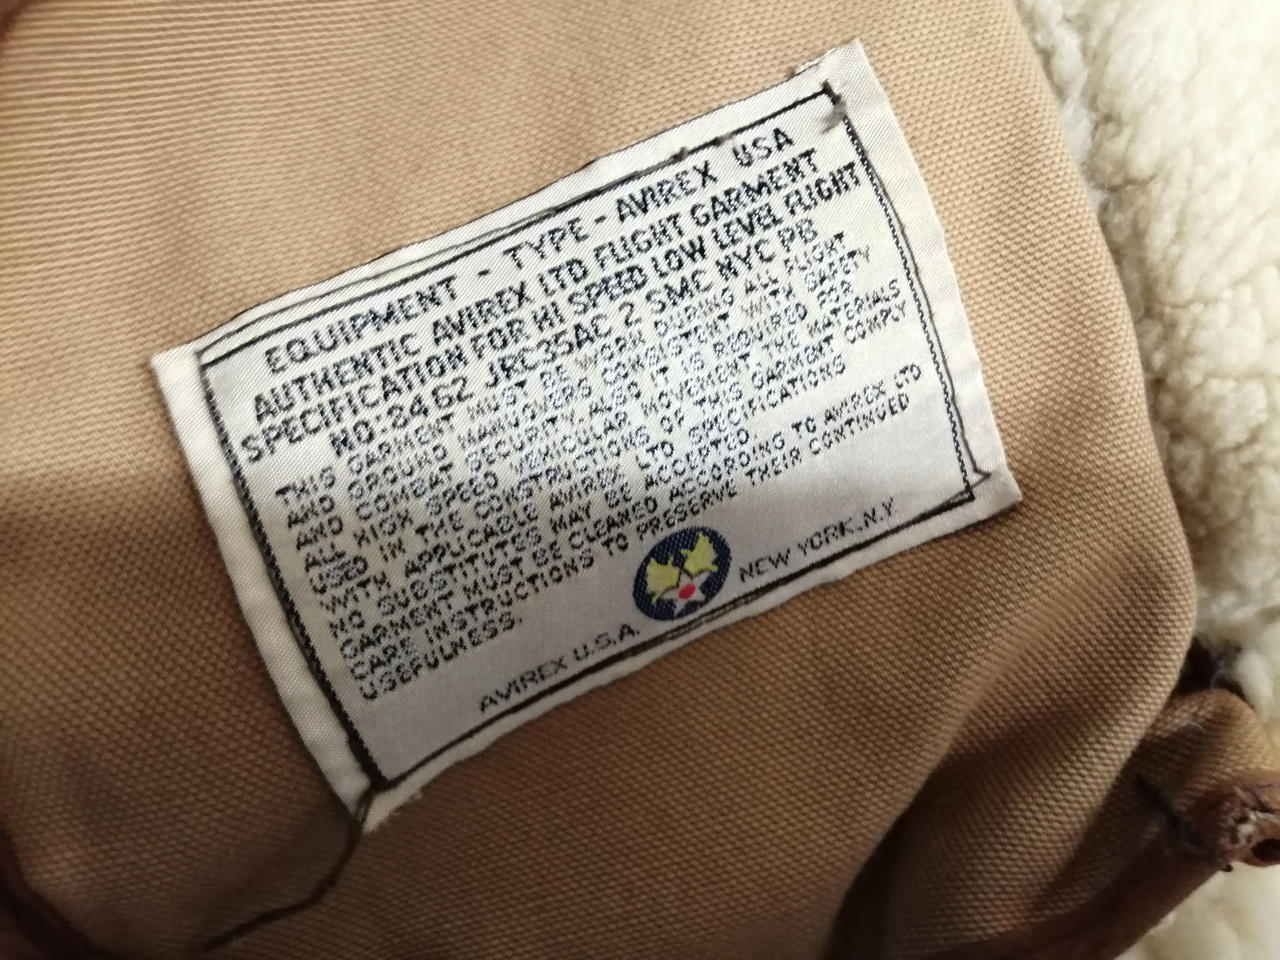 EQUIPMENT - TYPE - AVIREX USA
AUTHENTIC AVIREX LTD FLIGHT GARMENT
SPECIFICATION FOR HI SPEED LOW LEVEL FLIGHT
NO. 3462 JRC35AC 2 SMC NYC PB
THIS GARMENT MUST BE WORN DURING ALL FLIGHT
AND GROUND MANUVERS CONSISTENT WITH SAFETY
AND COMBAT SECURITY. ALSO IT IS REQUIRED FOR
ALL HIGH SPEED VEHICULAR MOVEMENT. THE MATERIALS
USED IN THE CONSTRUCTIONS OF THIS GARMENT COMPLY
WITH APPLICABLE AVIREX LTD SPECIFICATIONS
NO SUBSTITUTES MAY BE ACCEPTED.
GARMENT MUST BE CLEANED ACCORDING TO AVIREX LTD
CARE INSTRUCTIONS TO PRESERVE THEIR CONTINUED
USEFULNESS.
AVIREX U.S.A. NEW YORK, N.Y.